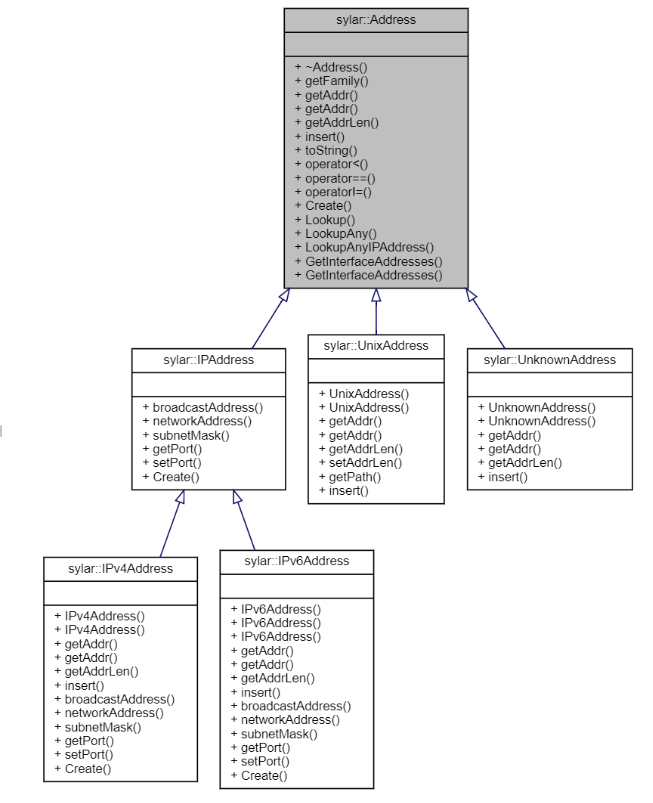 sylar::Address
+ ~Address()
+ getFamily()
+ getAddr()
+ getAddr()
+ getAddrLen()
+ insert()
+ toString()
+ operator<()
+ operator==()
+ operator!=()
+ Create()
+ Lookup()
+ LookupAny()
+ LookupAnyIPAddress()
+ GetInterfaceAddresses()
+ GetInterfaceAddresses()
sylar::IPAddress
+ broadcastAddress()
+ networkAddress()
+ subnetMask()
+ getPort()
+ setPort()
+ Create()
sylar::UnixAddress
+ UnixAddress()
+ UnixAddress()
+ getAddr()
+ getAddr()
+ getAddrLen()
+ setAddrLen()
+ getPath()
+ insert()
sylar::UnknownAddress
+ UnknownAddress()
+ UnknownAddress()
+ getAddr()
+ getAddr()
+ getAddrLen()
+ insert()
sylar::IPv4Address
+ IPv4Address()
+ IPv4Address()
+ getAddr()
+ getAddr()
+ getAddrLen()
+ insert()
+ broadcastAddress()
+ networkAddress()
+ subnetMask()
+ getPort()
+ setPort()
+ Create()
sylar::IPv6Address
+ IPv6Address()
+ IPv6Address()
+ IPv6Address()
+ getAddr()
+ getAddr()
+ getAddrLen()
+ insert()
+ broadcastAddress()
+ networkAddress()
+ subnetMask()
+ getPort()
+ setPort()
+ Create()